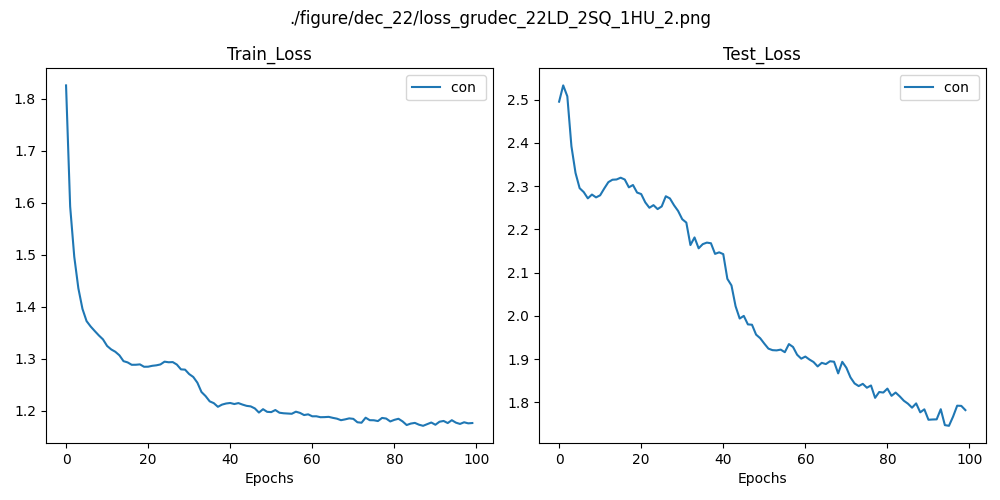 ./figure/dec_22/loss_grudec_22LD_2SQ_1HU_2.png
Train_Loss
con
1.8
1.7
1.6
1.5
1.4
1.3
1.2
0 20 40 60 80 100
Epochs
Test_Loss
con
2.5
2.4
2.3
2.2
2.1
2.0
1.9
1.8
0 20 40 60 80 100
Epochs